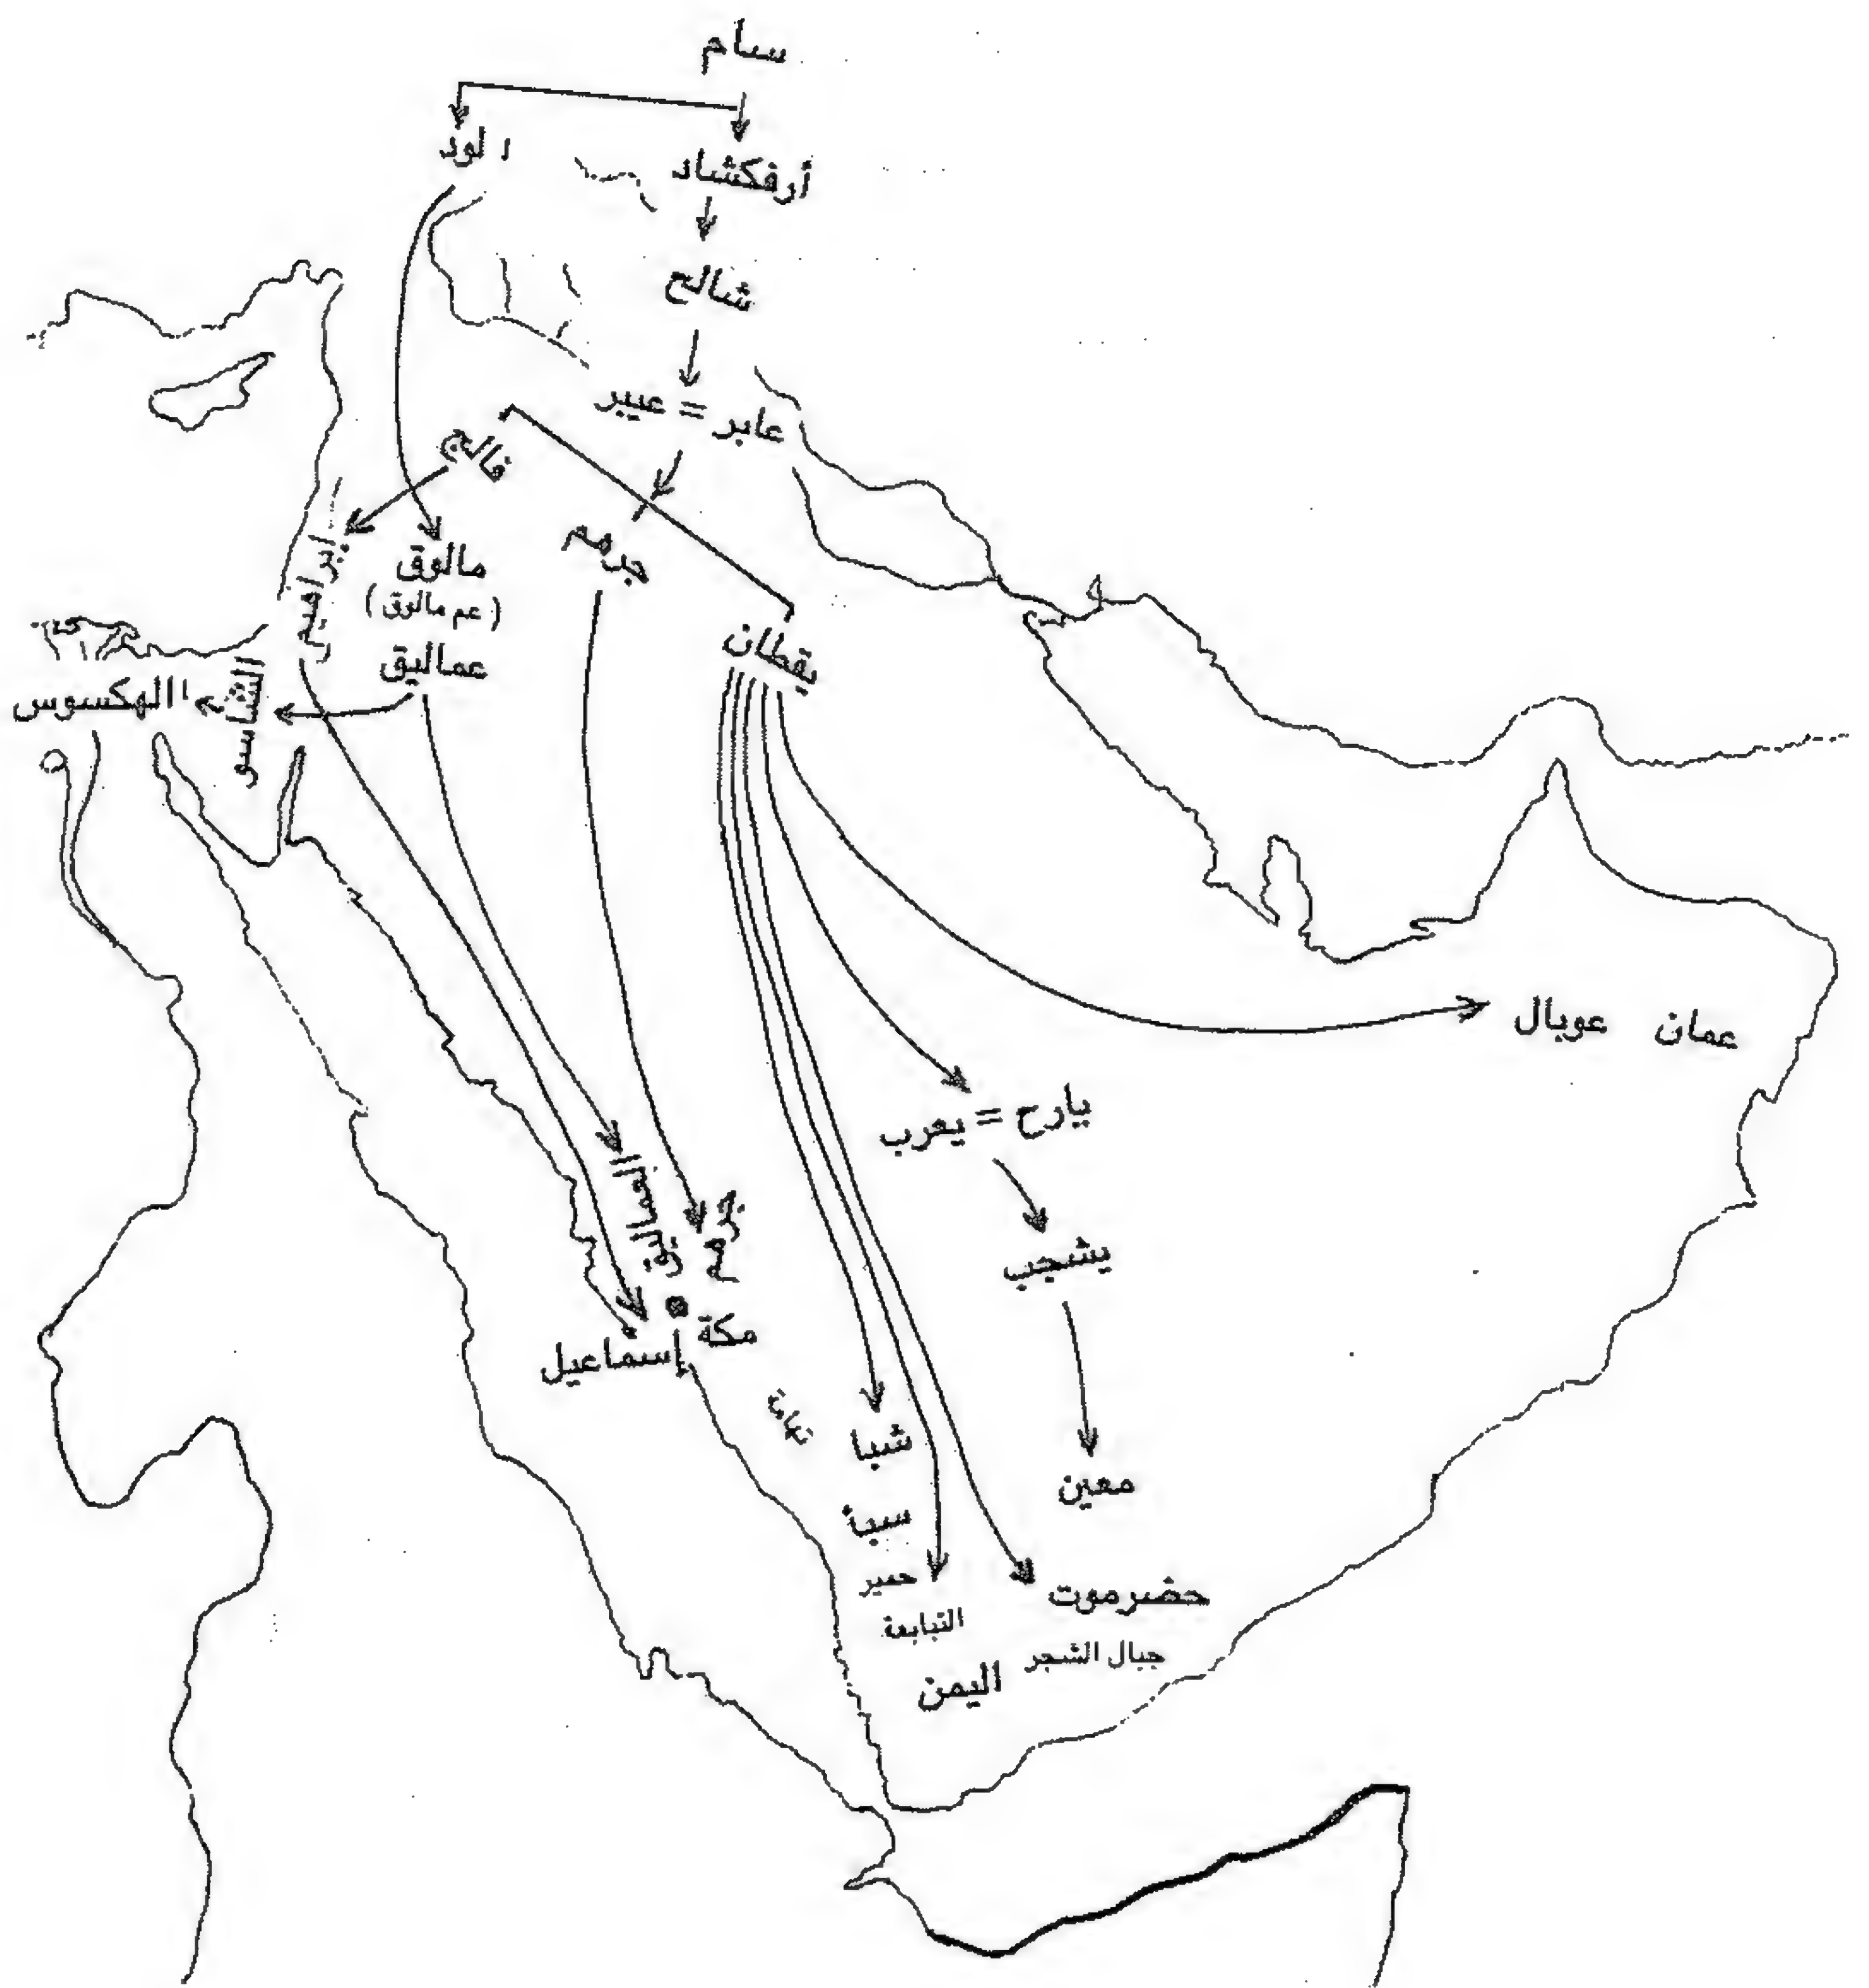 سام
لود
أرفكشاد
شالح
عابر = عيبر
فالج
جرهم
إبراهيم
مالوق
(عم مالوق)
عماليق
يقطان
الشاسو
الهكسوس
عمان
عوبال
يارح = يعرب
يشجب
معين
العماليق
جرهم
مكة
إسماعيل
تهامة
شبا
سبأ
حمير
التبابعة
اليمن
حضرموت
جبال الشجر